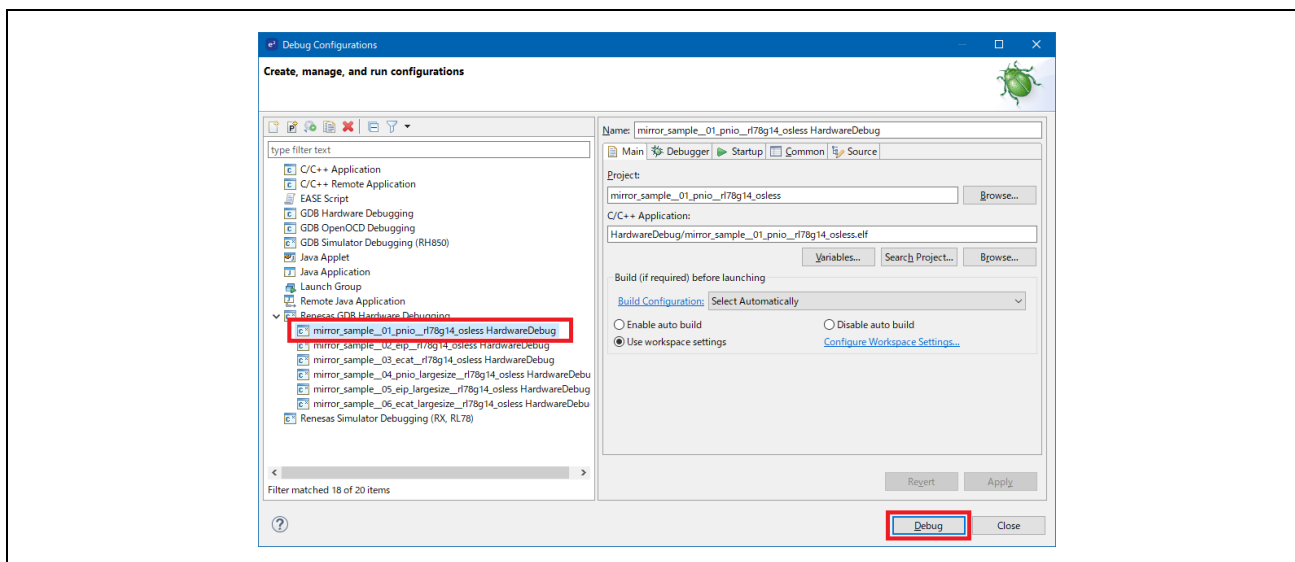 e² Debug Configurations
Create, manage, and run configurations
type filter text
C/C++ Application
C/C++ Remote Application
EASE Script
GDB Hardware Debugging
GDB OpenOCD Debugging
GDB Simulator Debugging (RH850)
Java Applet
Java Application
Launch Group
Remote Java Application
Renesas GDB Hardware Debugging
mirror_sample__01_pnio__rl78g14_osless HardwareDebug
mirror_sample__02_eip__rl78g14_osless HardwareDebug
mirror_sample__03_ecat__rl78g14_osless HardwareDebug
mirror_sample__04_pnio_largesize__rl78g14_osless HardwareDebu
mirror_sample__05_eip_largesize__rl78g14_osless HardwareDebug
mirror_sample__06_ecat_largesize__rl78g14_osless HardwareDebu
Renesas Simulator Debugging (RX, RL78)
Filter matched 18 of 20 items
Name: mirror_sample__01_pnio__rl78g14_osless HardwareDebug
Main Debugger Startup Common Source
Project:
mirror_sample__01_pnio__rl78g14_osless Browse...
C/C++ Application:
HardwareDebug/mirror_sample__01_pnio__rl78g14_osless.elf
Variables... Search Project... Browse...
Build (if required) before launching
Build Configuration: Select Automatically
Enable auto build Disable auto build
Use workspace settings Configure Workspace Settings...
Revert Apply
Debug Close